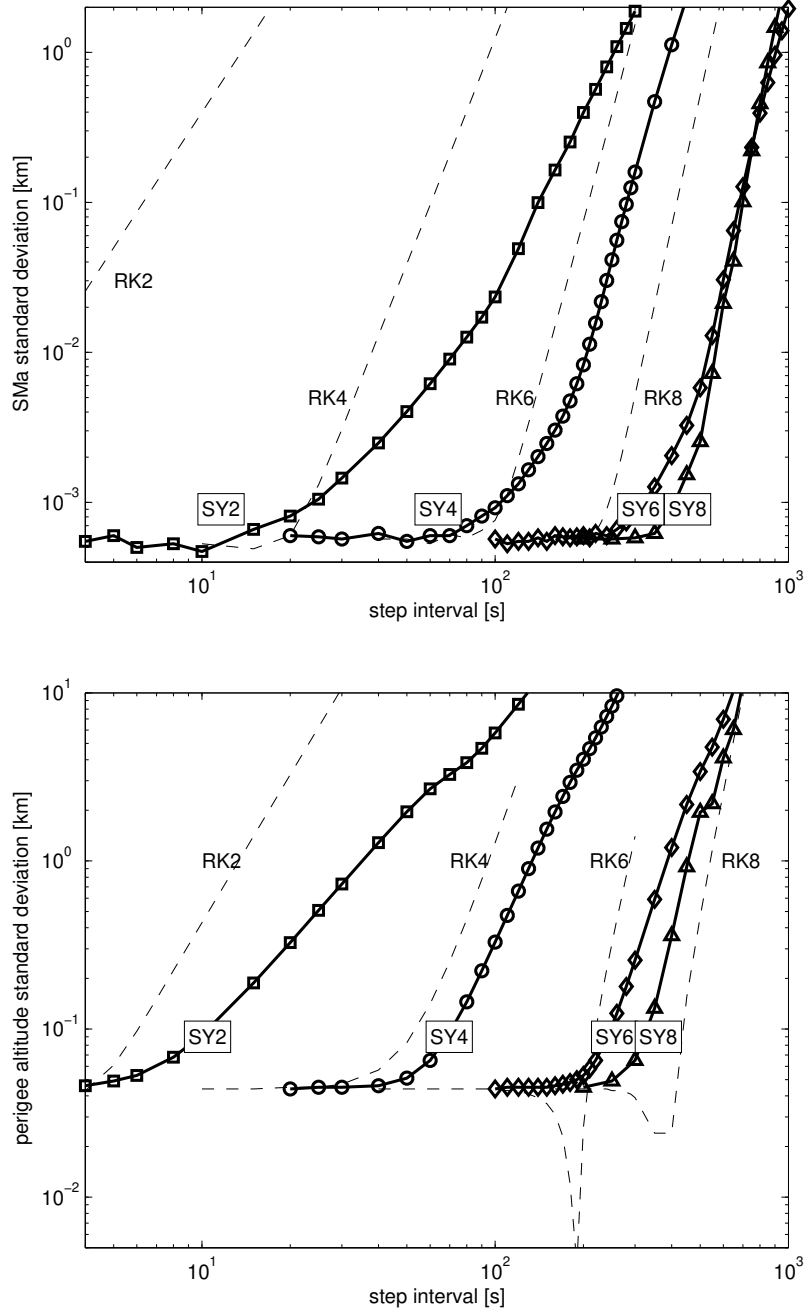 10^0
10^-1
10^-2
10^-3
SMa standard deviation [km]
RK2
RK4
RK6
RK8
SY2
SY4
SY6
SY8
10^1
10^2
10^3
step interval [s]
10^1
10^0
10^-1
10^-2
perigee altitude standard deviation [km]
RK2
RK4
RK6
RK8
SY2
SY4
SY6
SY8
10^1
10^2
10^3
step interval [s]